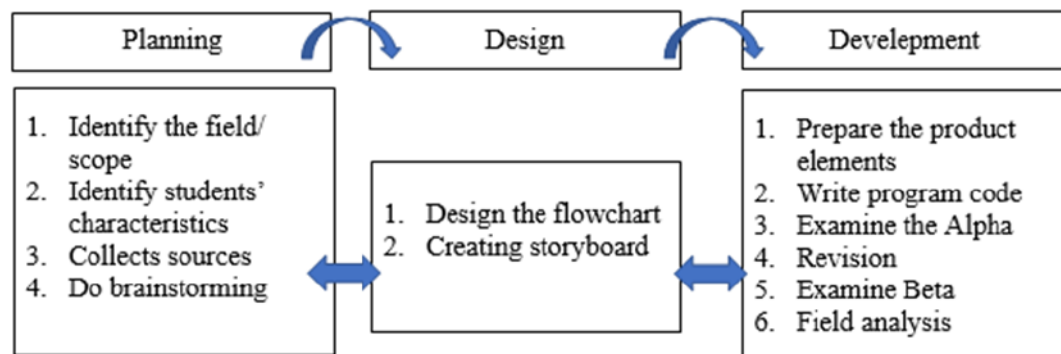 Planning
Design
Develepment
1. Identify the field/
scope
2. Identify students’
characteristics
3. Collects sources
4. Do brainstorming
1. Design the flowchart
2. Creating storyboard
1. Prepare the product
elements
2. Write program code
3. Examine the Alpha
4. Revision
5. Examine Beta
6. Field analysis